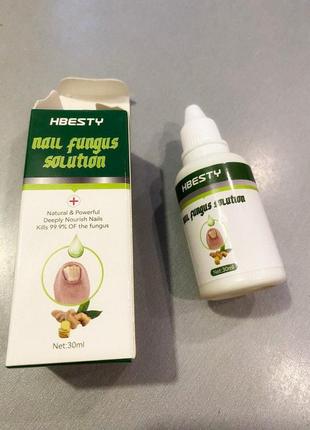 HBESTY
nail fungus
solution
Natural & Powerful
Deeply Nourish Nails
Kills 99.9% OF the fungus
Net:30ml
HBESTY
nail fungus solution
Net 30ml